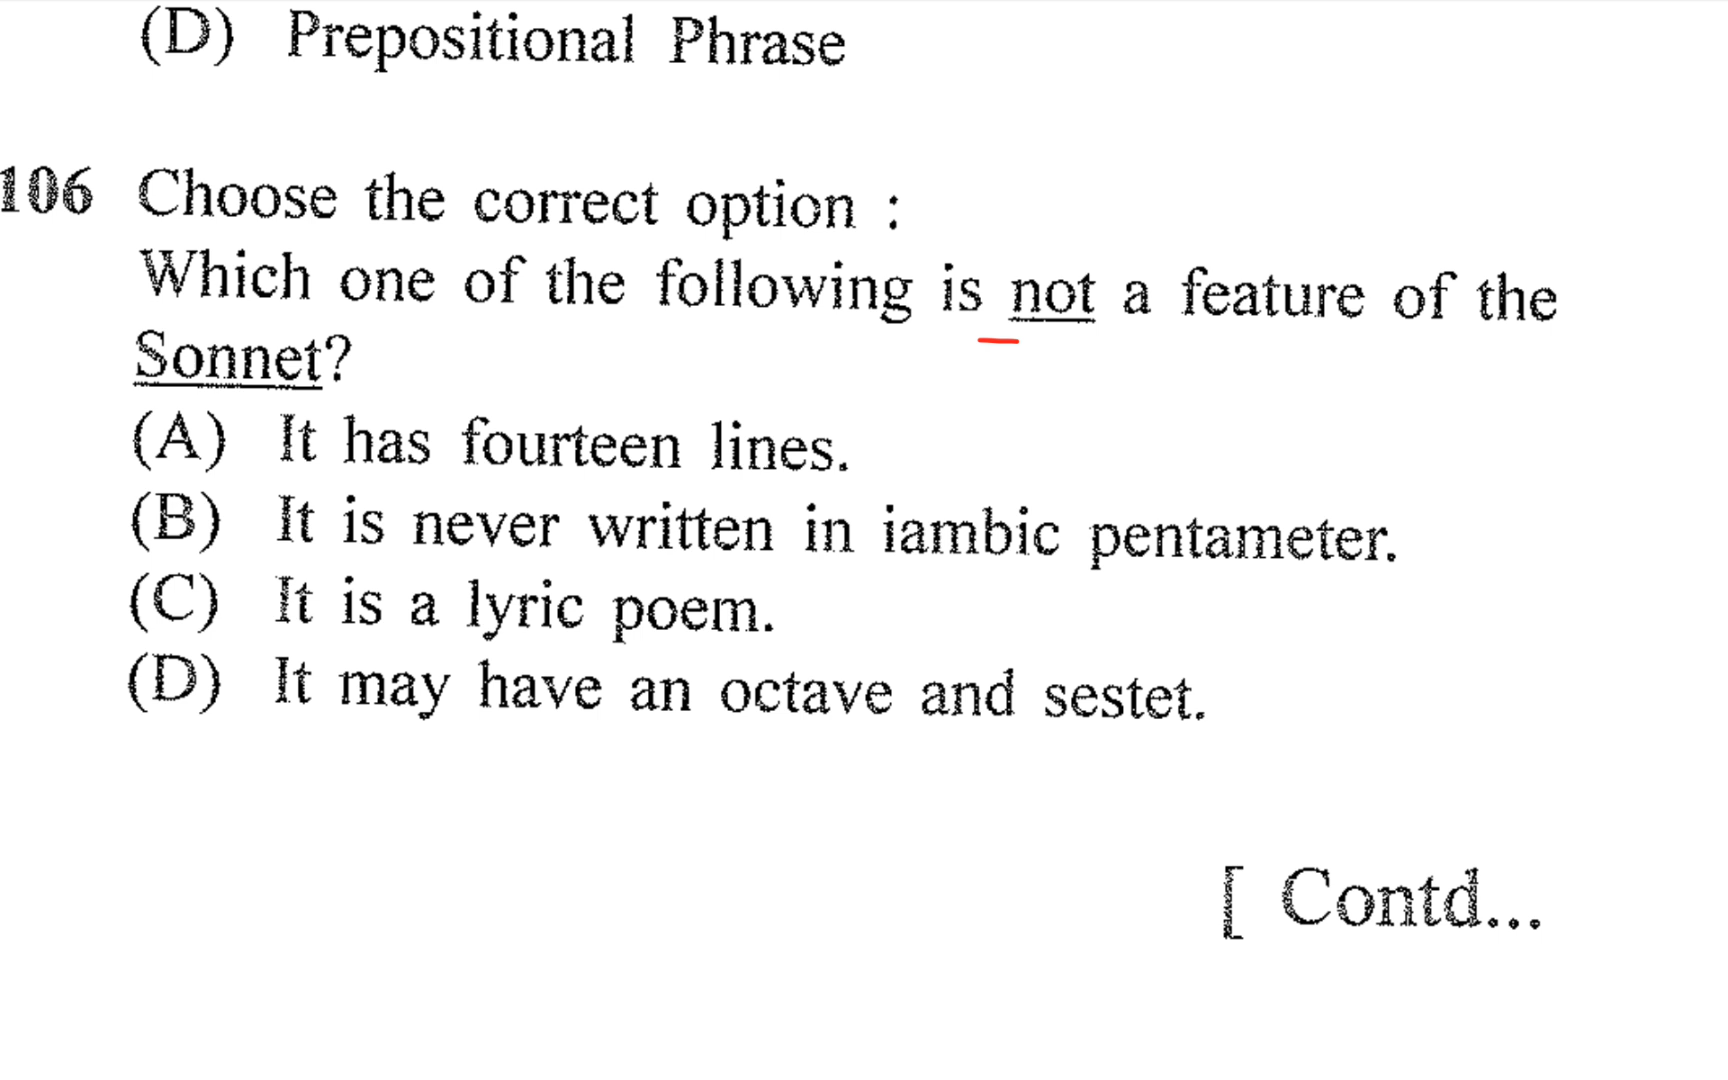 (D) Prepositional Phrase
106 Choose the correct option :
Which one of the following is not a feature of the
Sonnet?
(A) It has fourteen lines.
(B) It is never written in iambic pentameter.
(C) It is a lyric poem.
(D) It may have an octave and sestet.
[ Contd...